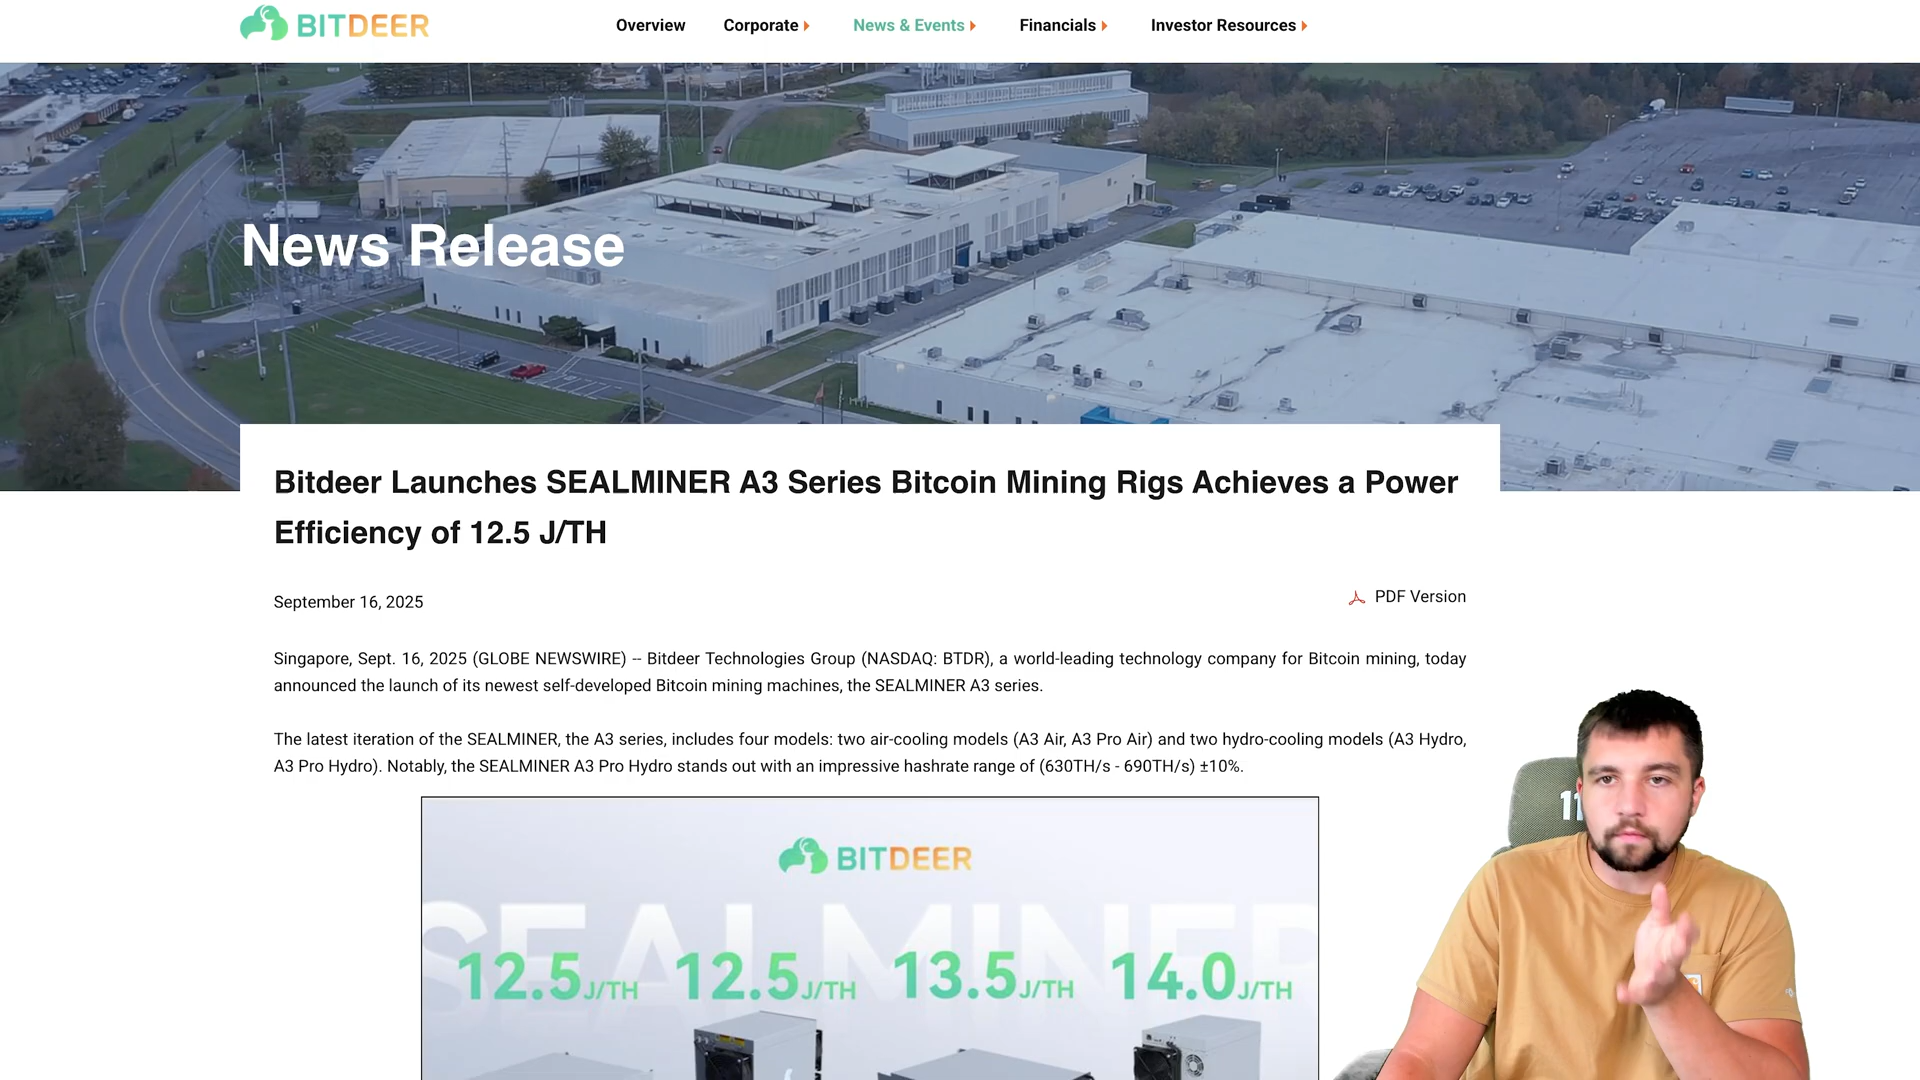 BITDEER
Overview
Corporate
News & Events
Financials
Investor Resources
News Release
Bitdeer Launches SEALMINER A3 Series Bitcoin Mining Rigs Achieves a Power
Efficiency of 12.5 J/TH
September 16, 2025
PDF Version
Singapore, Sept. 16, 2025 (GLOBE NEWSWIRE) -- Bitdeer Technologies Group (NASDAQ: BTDR), a world-leading technology company for Bitcoin mining, today
announced the launch of its newest self-developed Bitcoin mining machines, the SEALMINER A3 series.
The latest iteration of the SEALMINER, the A3 series, includes four models: two air-cooling models (A3 Air, A3 Pro Air) and two hydro-cooling models (A3 Hydro,
A3 Pro Hydro). Notably, the SEALMINER A3 Pro Hydro stands out with an impressive hashrate range of (630TH/s - 690TH/s) ±10%.
BITDEER
SEALMINER
12.5J/TH
12.5J/TH
13.5J/TH
14.0J/TH